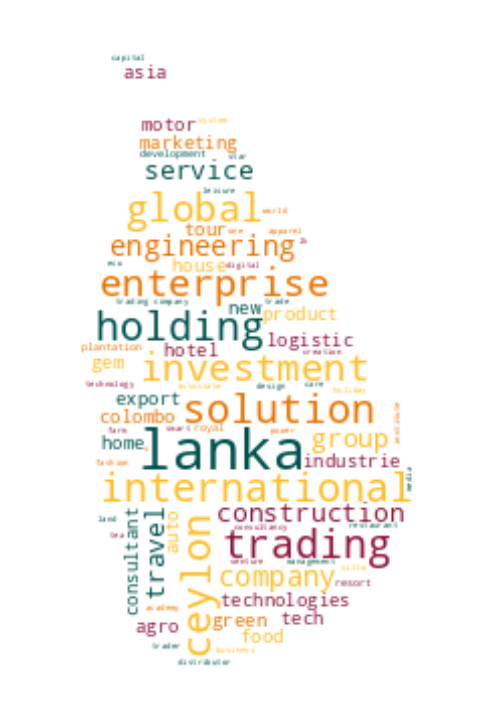 capital
asia
motor system
marketing
development star
service
leisure
global world
tour one apparel
engineering lk
eco house digital
enterprise
trading company new trade
holding product
plantation hotel logistic
gem investment creation
technology associate design care holiday
export solution
colombo institute
farm smart royal power
home lanka group
fashion industrie
international media
land consultant travel auto ceylon construction
tea consultancy restaurant
trading
venture management
company villa
resort
academy technologies
agro green tech
trader food
business
distributor